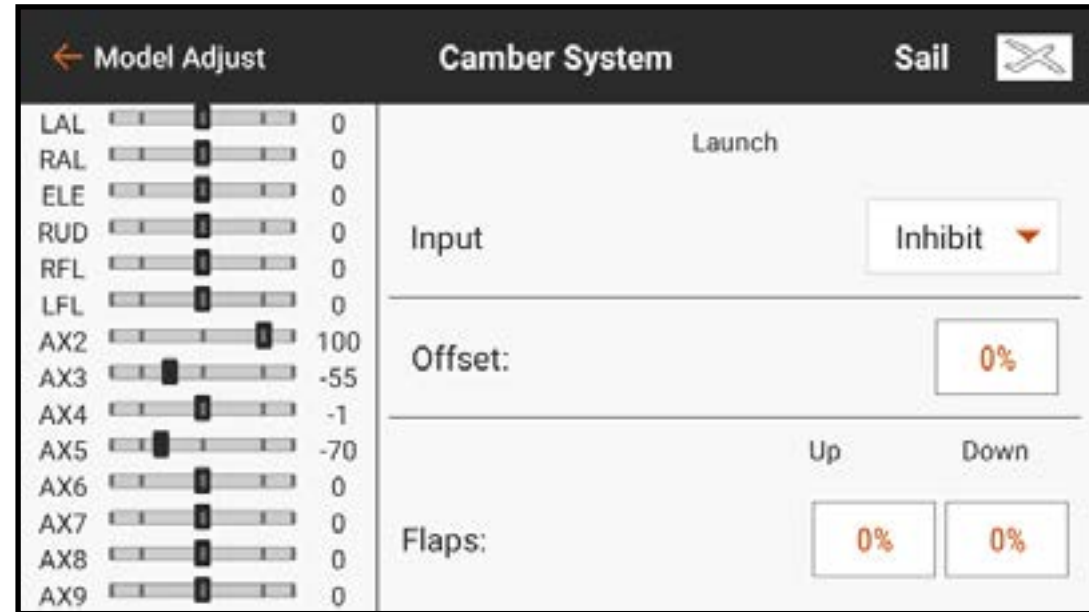 Model Adjust Camber System Sail
LAL 0
RAL 0
ELE 0
RUD 0
RFL 0
LFL 0
AX2 100
AX3 -55
AX4 -1
AX5 -70
AX6 0
AX7 0
AX8 0
AX9 0
Launch
Input Inhibit
Offset: 0%
Up Down
Flaps: 0% 0%